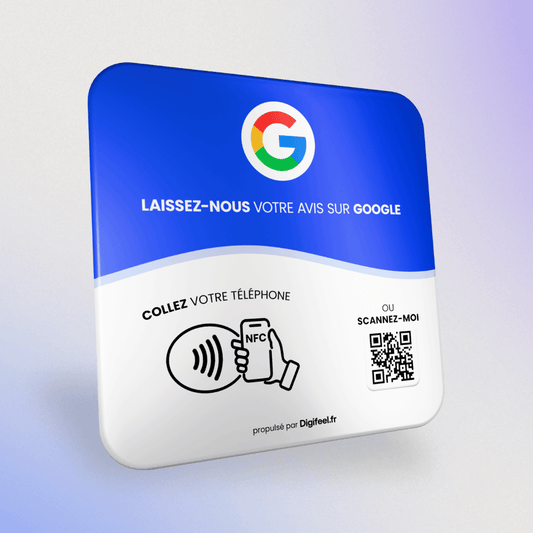 G
LAISSEZ-NOUS VOTRE AVIS SUR GOOGLE
COLLEZ VOTRE TÉLÉPHONE
NFC
OU
SCANNEZ-MOI
propulsé par Digifeel.fr